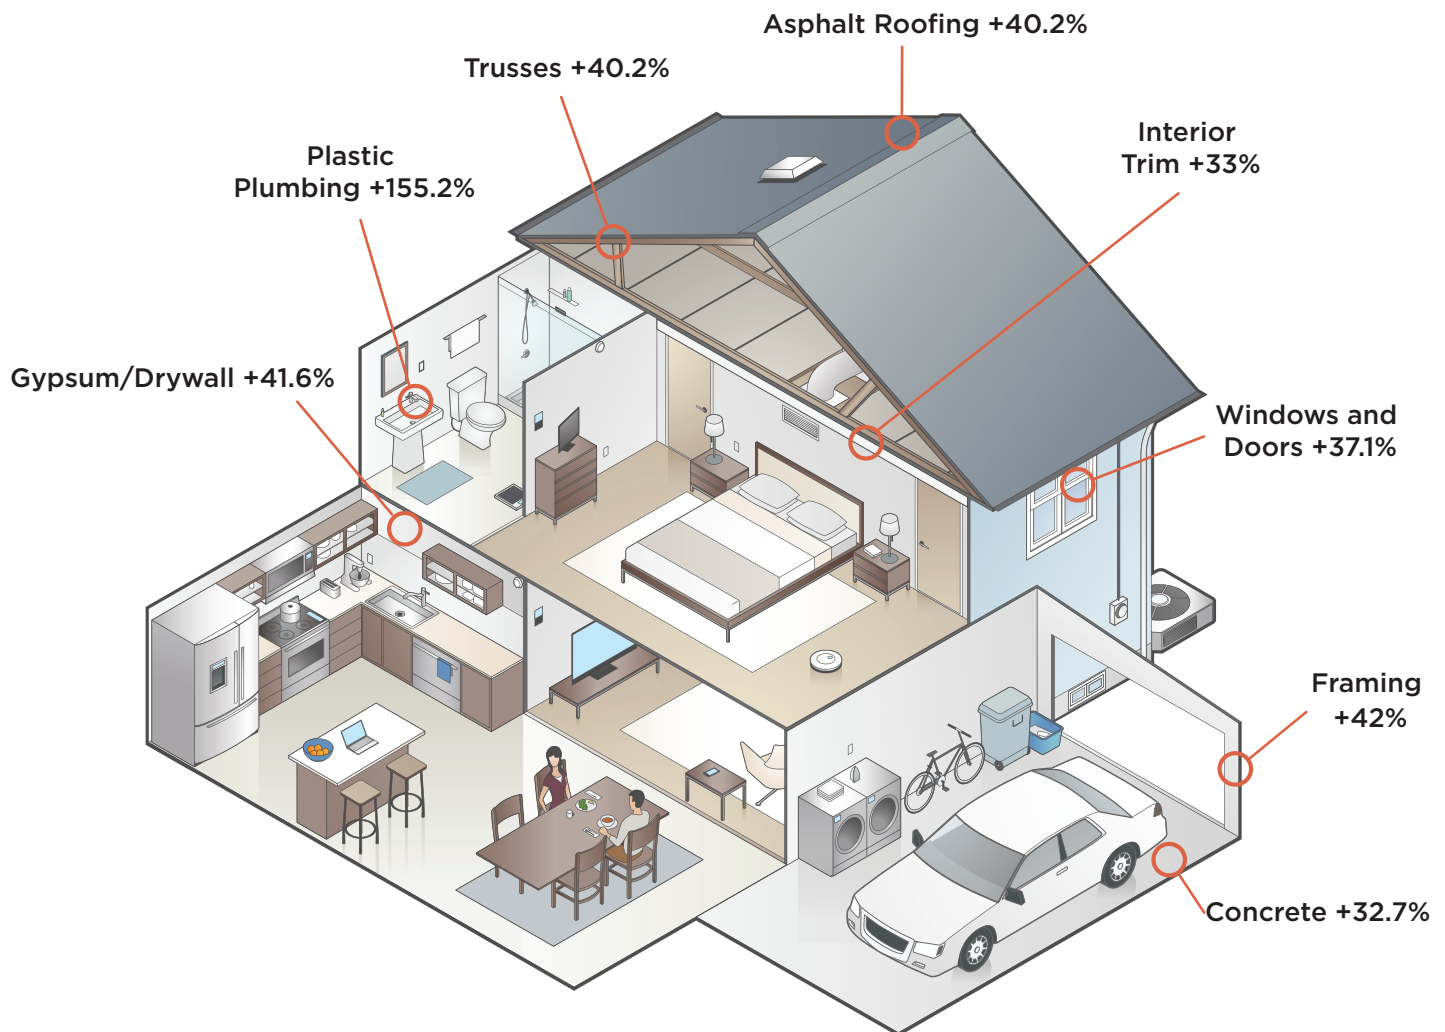 Asphalt Roofing +40.2%
Trusses +40.2%
Interior
Trim +33%
Plastic
Plumbing +155.2%
Gypsum/Drywall +41.6%
Windows and
Doors +37.1%
Framing
+42%
Concrete +32.7%